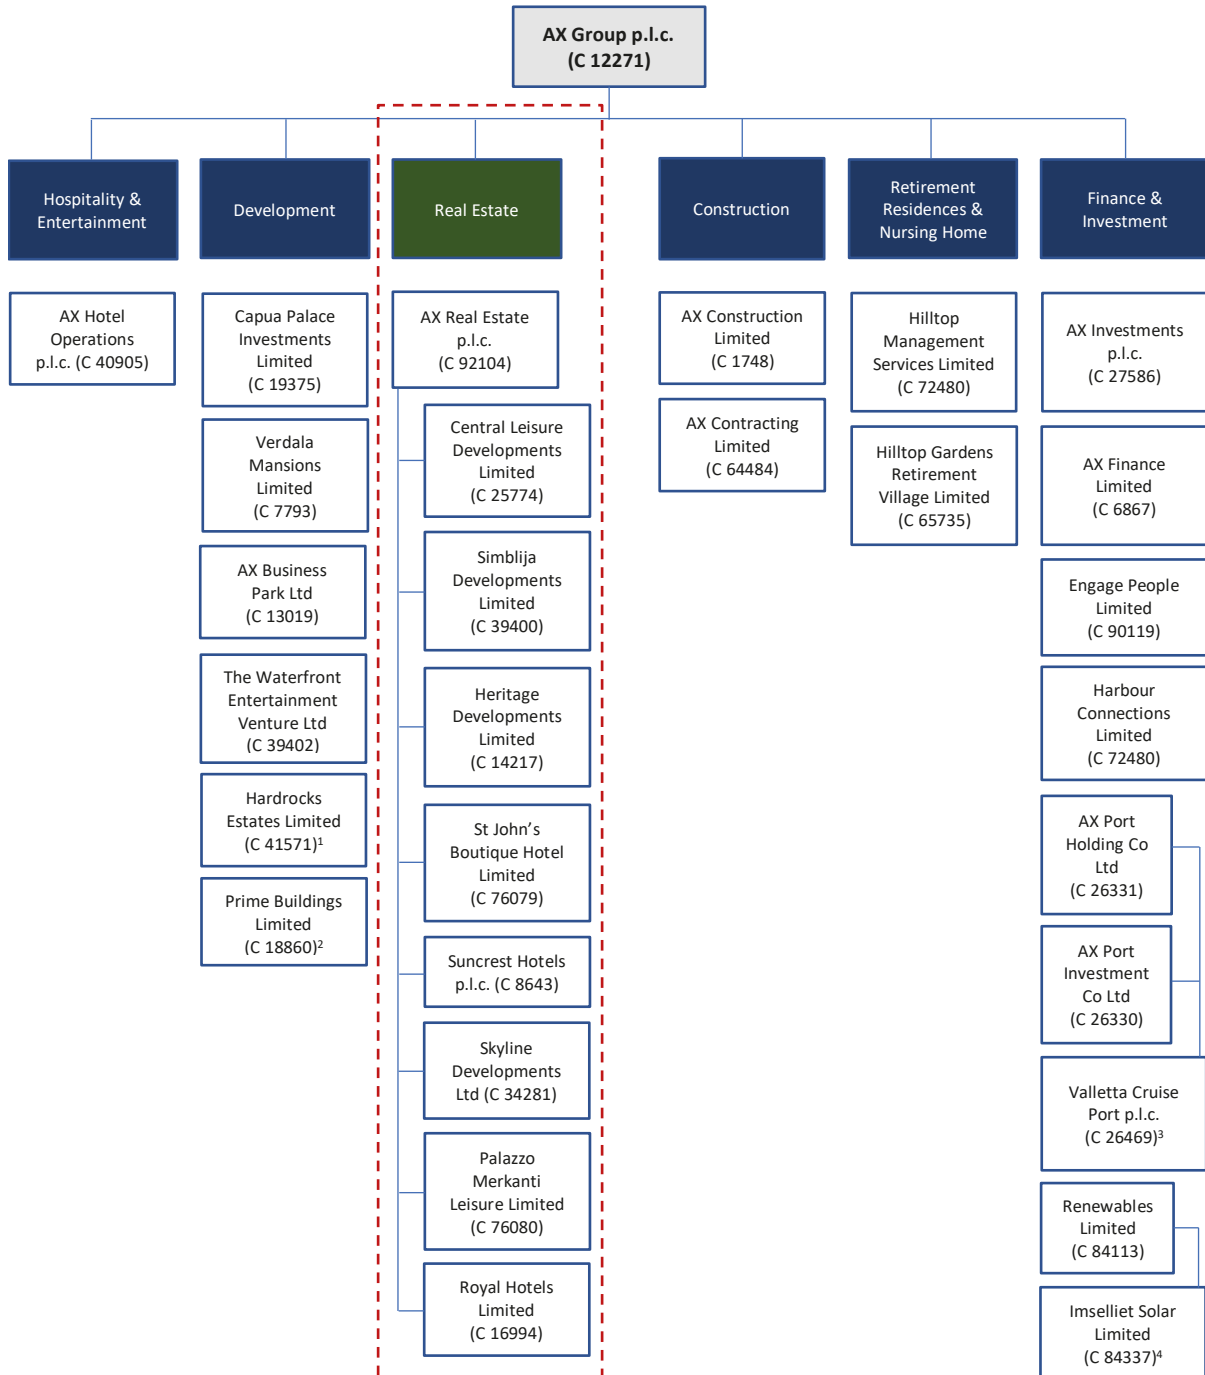 AX Group p.l.c.
(C 12271)
Hospitality &
Entertainment
Development
Real Estate
Construction
Retirement
Residences &
Nursing Home
Finance &
Investment
AX Hotel
Operations
p.l.c. (C 40905)
Capua Palace
Investments
Limited
(C 19375)
Verdala
Mansions
Limited
(C 7793)
AX Business
Park Ltd
(C 13019)
The Waterfront
Entertainment
Venture Ltd
(C 39402)
Hardrocks
Estates Limited
(C 41571)¹
Prime Buildings
Limited
(C 18860)²
AX Real Estate
p.l.c.
(C 92104)
Central Leisure
Developments
Limited
(C 25774)
Simblija
Developments
Limited
(C 39400)
Heritage
Developments
Limited
(C 14217)
St John’s
Boutique Hotel
Limited
(C 76079)
Suncrest Hotels
p.l.c. (C 8643)
Skyline
Developments
Ltd (C 34281)
Palazzo
Merkanti
Leisure Limited
(C 76080)
Royal Hotels
Limited
(C 16994)
AX Construction
Limited
(C 1748)
AX Contracting
Limited
(C 64484)
Hilltop
Management
Services Limited
(C 72480)
Hilltop Gardens
Retirement
Village Limited
(C 65735)
AX Investments
p.l.c.
(C 27586)
AX Finance
Limited
(C 6867)
Engage People
Limited
(C 90119)
Harbour
Connections
Limited
(C 72480)
AX Port
Holding Co
Ltd
(C 26331)
AX Port
Investment
Co Ltd
(C 26330)
Valletta Cruise
Port p.l.c.
(C 26469)³
Renewables
Limited
(C 84113)
Imselliet Solar
Limited
(C 84337)⁴